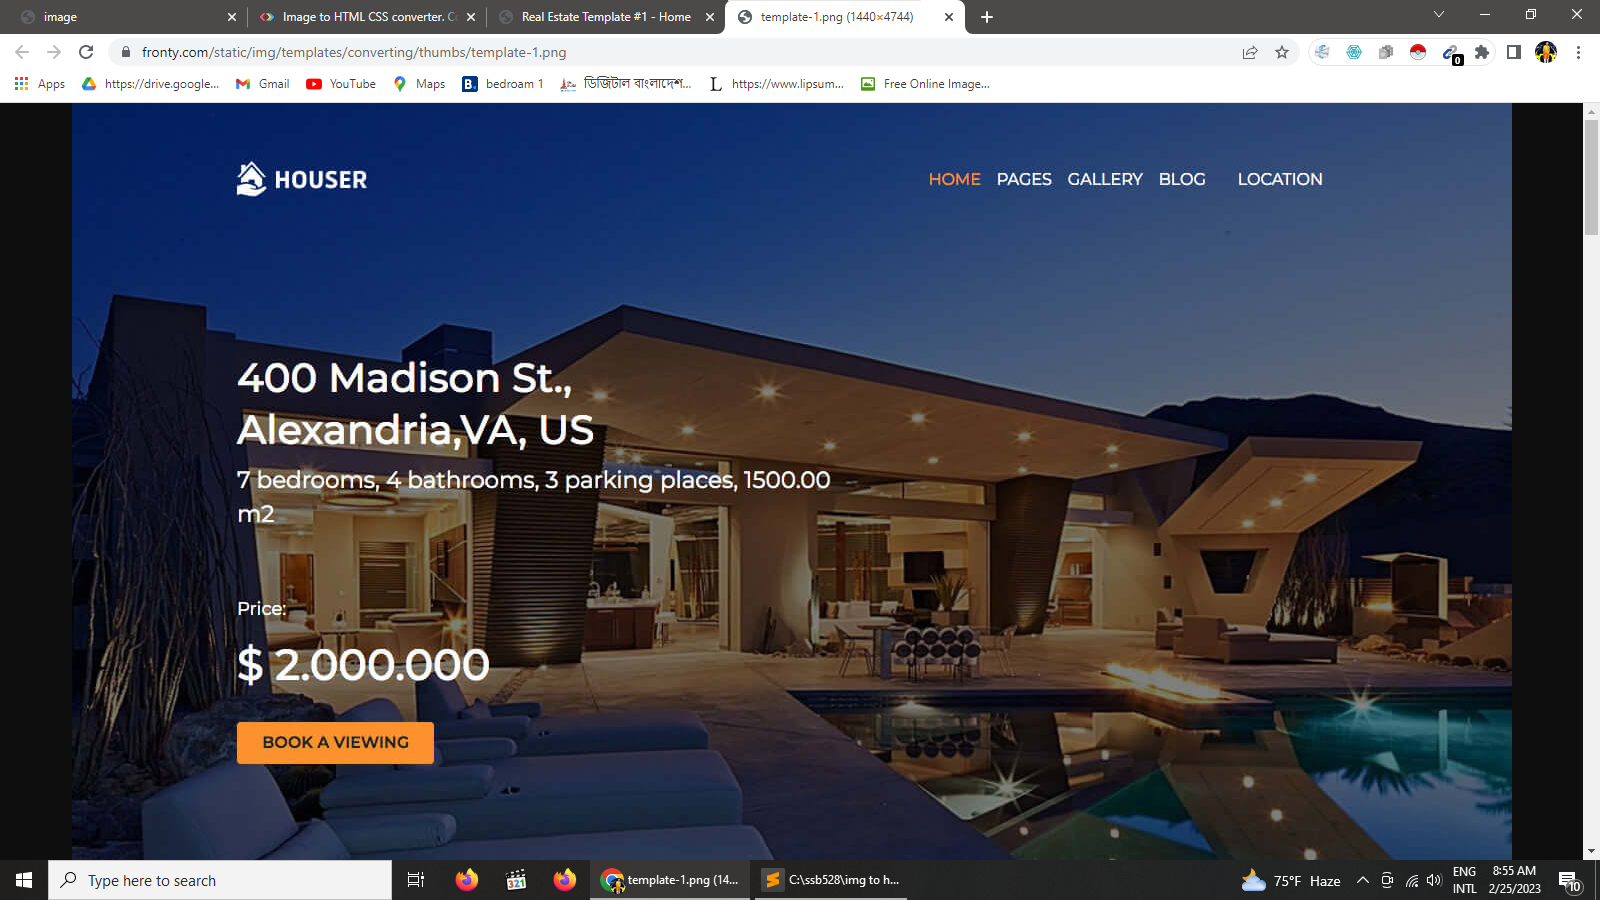 image
Image to HTML CSS converter. Co
Real Estate Template #1 - Home
template-1.png (1440×4744)
fronty.com/static/img/templates/converting/thumbs/template-1.png
0
Apps
https://drive.google...
Gmail
YouTube
Maps
B.
bedroam 1
ডিজিটাল বাংলাদেশ...
L
https://www.lipsum...
Free Online Image...
HOUSER
HOME PAGES GALLERY BLOG LOCATION
400 Madison St.,
Alexandria,VA, US
7 bedrooms, 4 bathrooms, 3 parking places, 1500.00
m2
Price:
$ 2.000.000
BOOK A VIEWING
Type here to search
321
template-1.png (14...
C:\ssb528\img to h...
75°F Haze
ENG
INTL
8:55 AM
2/25/2023
10